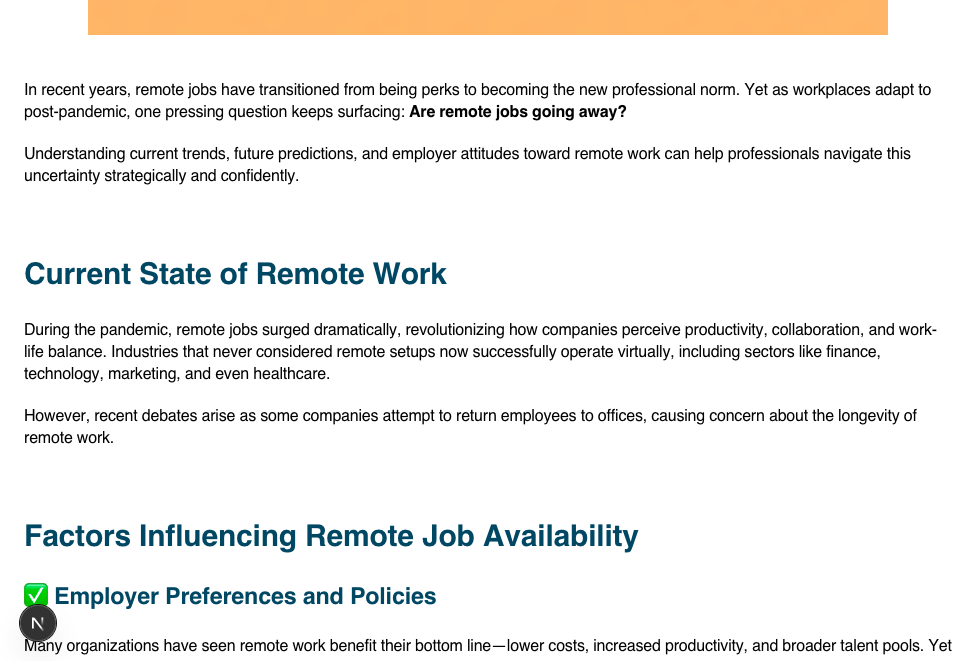 In recent years, remote jobs have transitioned from being perks to becoming the new professional norm. Yet as workplaces adapt to
post-pandemic, one pressing question keeps surfacing: Are remote jobs going away?
Understanding current trends, future predictions, and employer attitudes toward remote work can help professionals navigate this
uncertainty strategically and confidently.
Current State of Remote Work
During the pandemic, remote jobs surged dramatically, revolutionizing how companies perceive productivity, collaboration, and work-
life balance. Industries that never considered remote setups now successfully operate virtually, including sectors like finance,
technology, marketing, and even healthcare.
However, recent debates arise as some companies attempt to return employees to offices, causing concern about the longevity of
remote work.
Factors Influencing Remote Job Availability
✅ Employer Preferences and Policies
N
Many organizations have seen remote work benefit their bottom line—lower costs, increased productivity, and broader talent pools. Yet